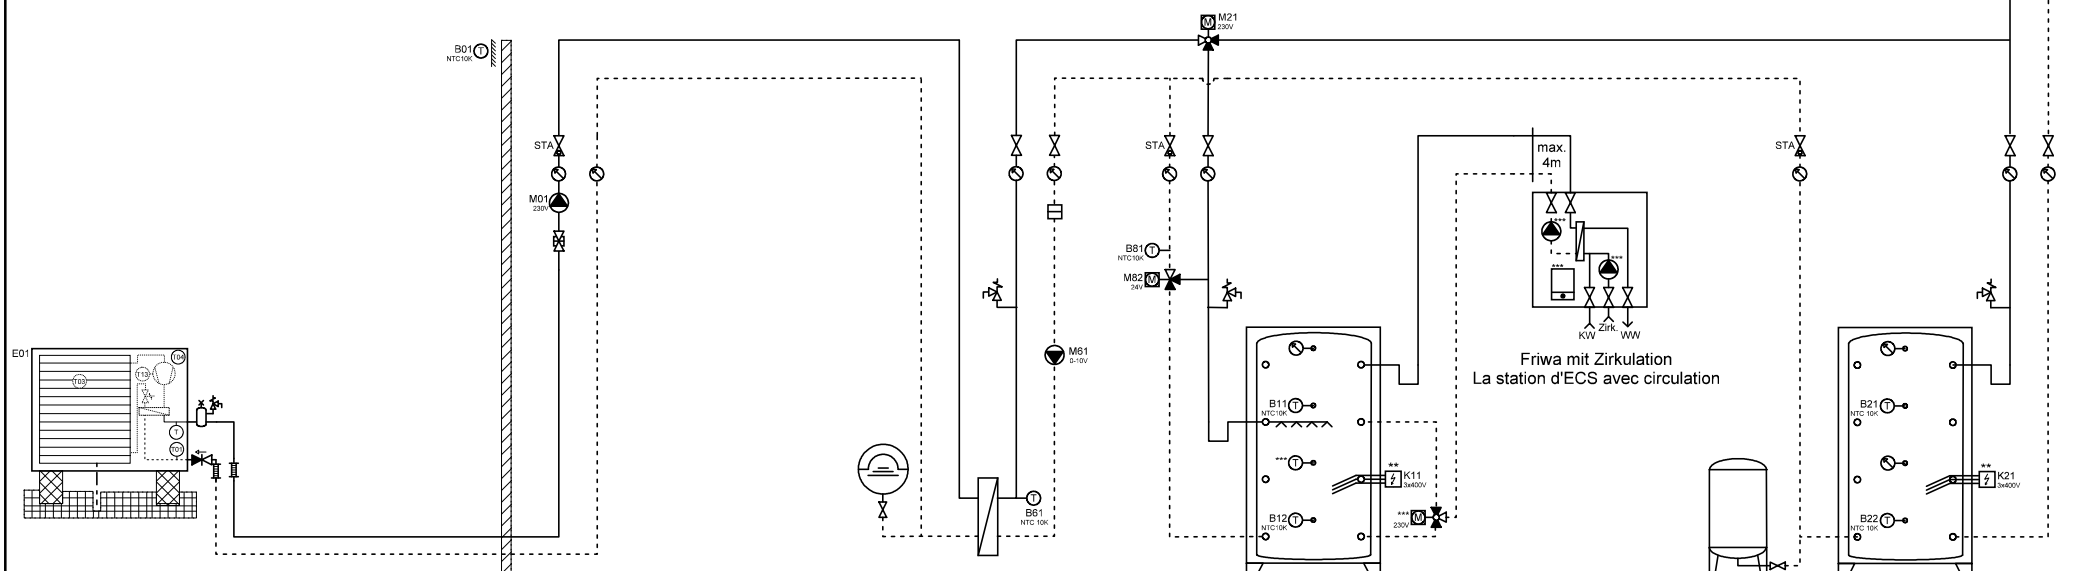 M21
230V
B01 T
NTC10K
STA
STA
STA
max.
4m
M01
230V
***
***
***
B81 T
NTC10K
M82 M
24V
KW Zirk. WW
M61
0-10V
E01
T04
T03
T13
T
T01
Friwa mit Zirkulation
La station d'ECS avec circulation
B11 T
NTC10K
B21 T
NTC 10K
*** T
**
K11
3x400V
**
K21
3x400V
T
B61
NTC 10K
B12 T
NTC10K
*** M
230V
B22 T
NTC 10K